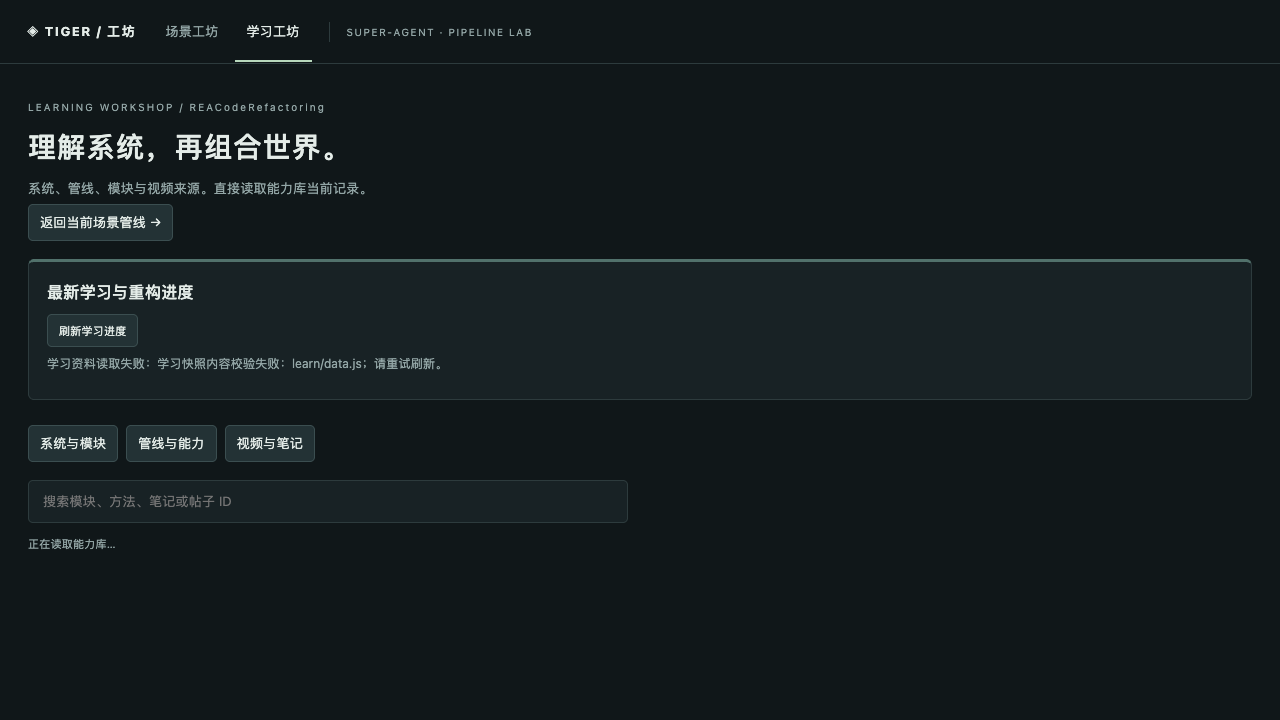 ◈ TIGER / 工坊 场景工坊 学习工坊 SUPER-AGENT · PIPELINE LAB
LEARNING WORKSHOP / REACodeRefactoring
理解系统，再组合世界。
系统、管线、模块与视频来源。直接读取能力库当前记录。
返回当前场景管线 →
最新学习与重构进度
刷新学习进度
学习资料读取失败：学习快照内容校验失败：learn/data.js；请重试刷新。
系统与模块 管线与能力 视频与笔记
搜索模块、方法、笔记或帖子 ID
正在读取能力库…